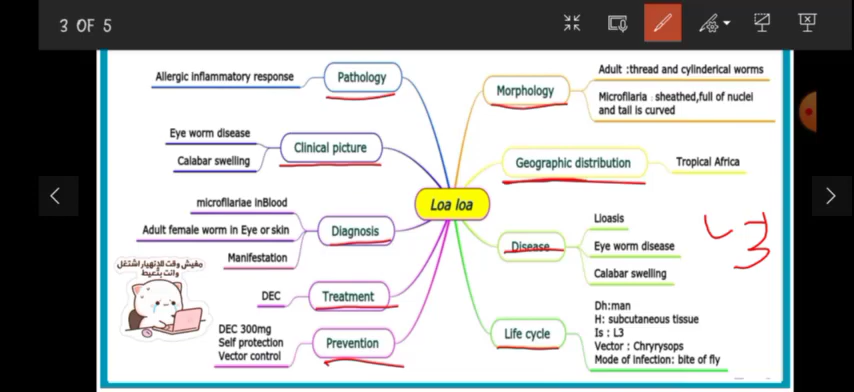 3 OF 5
Allergic inflammatory response
Pathology
Eye worm disease
Calabar swelling
Clinical picture
microfilariae inBlood
Adult female worm in Eye or skin
Manifestation
Diagnosis
DEC
Treatment
DEC 300mg
Self protection
Vector control
Prevention
مفيش وقت للإنهيار اشتغل
وانت بتعيط
Loa loa
Morphology
Adult :thread and cylinderical worms
Microfilaria : sheathed,full of nuclei
and tail is curved
Geographic distribution
Tropical Africa
Disease
Lioasis
Eye worm disease
Calabar swelling
L3
Life cycle
Dh:man
H: subcutaneous tissue
Is : L3
Vector : Chryrysops
Mode of infection: bite of fly